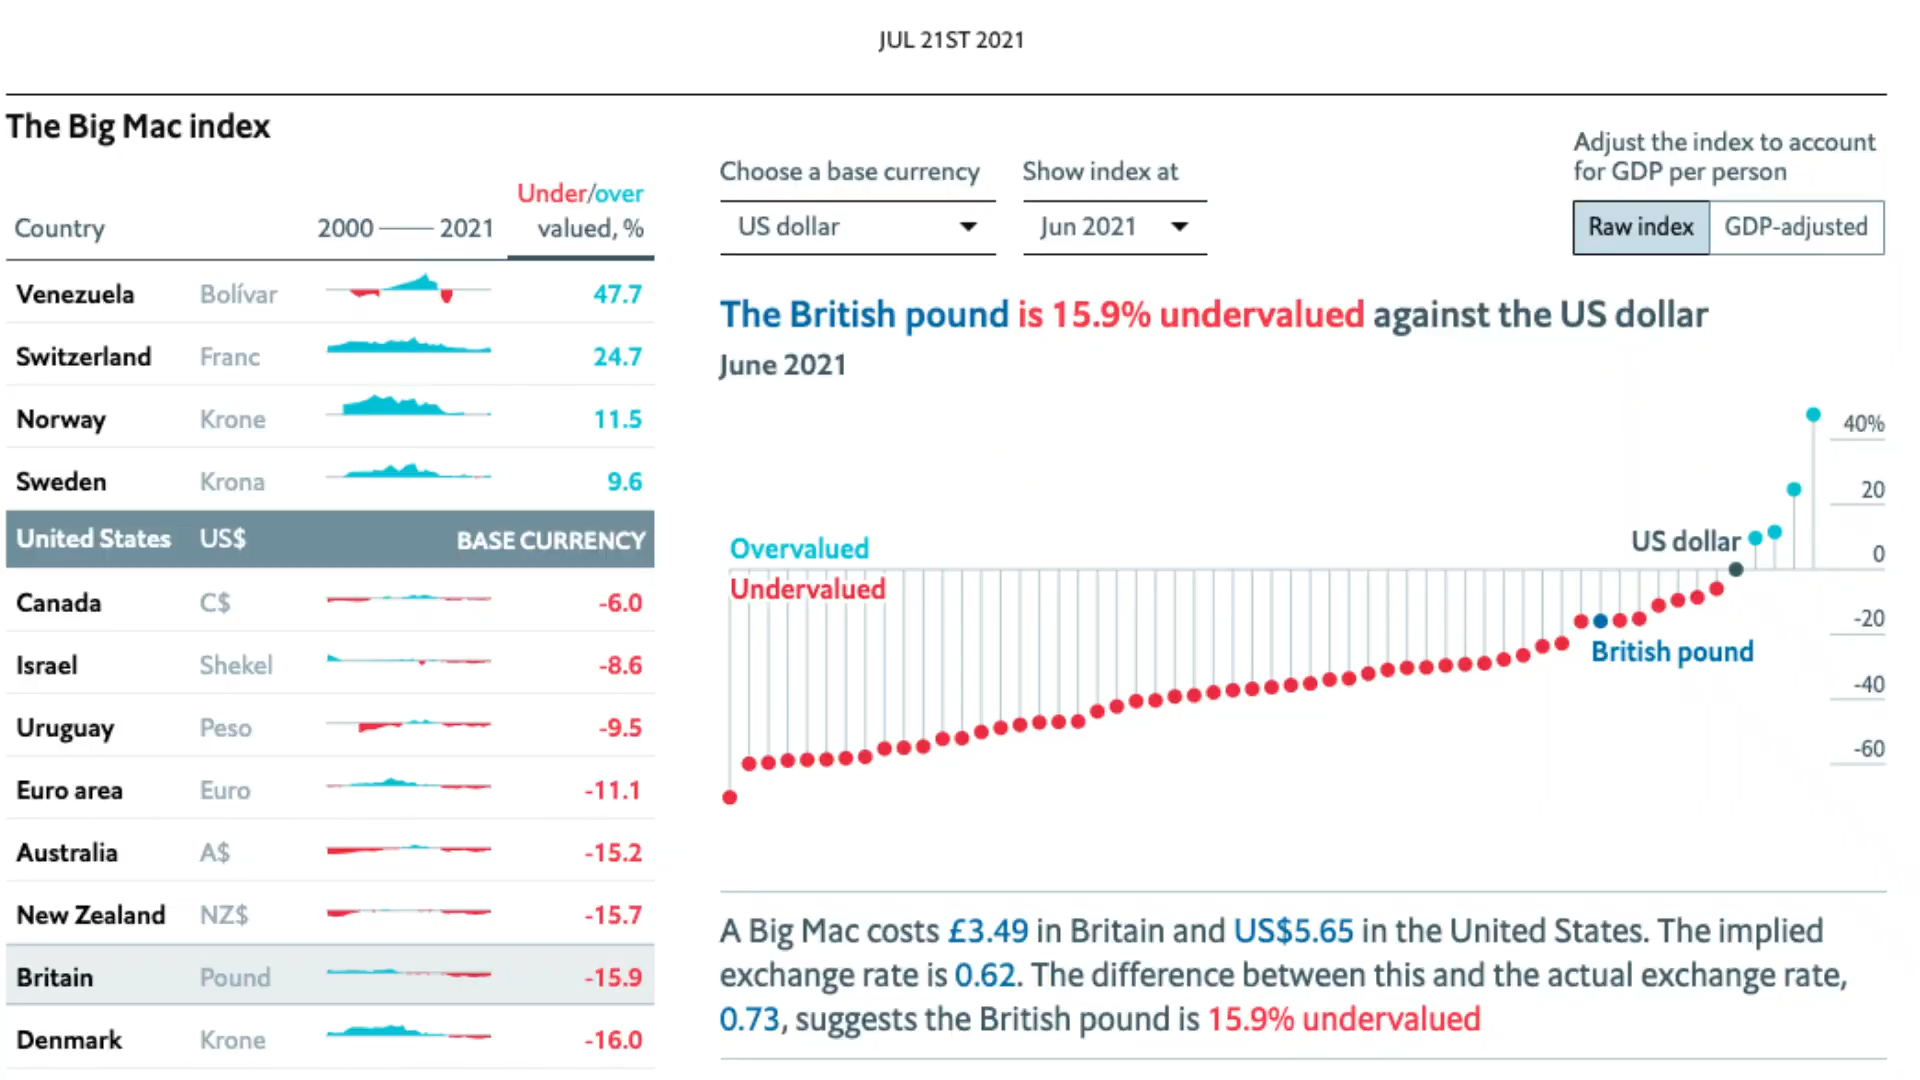 JUL 21ST 2021
The Big Mac index
Country 2000 2021 Under/over valued, %
Venezuela Bolívar 47.7
Switzerland Franc 24.7
Norway Krone 11.5
Sweden Krona 9.6
United States US$ BASE CURRENCY
Canada C$ -6.0
Israel Shekel -8.6
Uruguay Peso -9.5
Euro area Euro -11.1
Australia A$ -15.2
New Zealand NZ$ -15.7
Britain Pound -15.9
Denmark Krone -16.0
Choose a base currency
US dollar
Show index at
Jun 2021
Adjust the index to account
for GDP per person
Raw index GDP-adjusted
The British pound is 15.9% undervalued against the US dollar
June 2021
40%
20
0
-20
-40
-60
Overvalued
Undervalued
US dollar
British pound
A Big Mac costs £3.49 in Britain and US$5.65 in the United States. The implied
exchange rate is 0.62. The difference between this and the actual exchange rate,
0.73, suggests the British pound is 15.9% undervalued